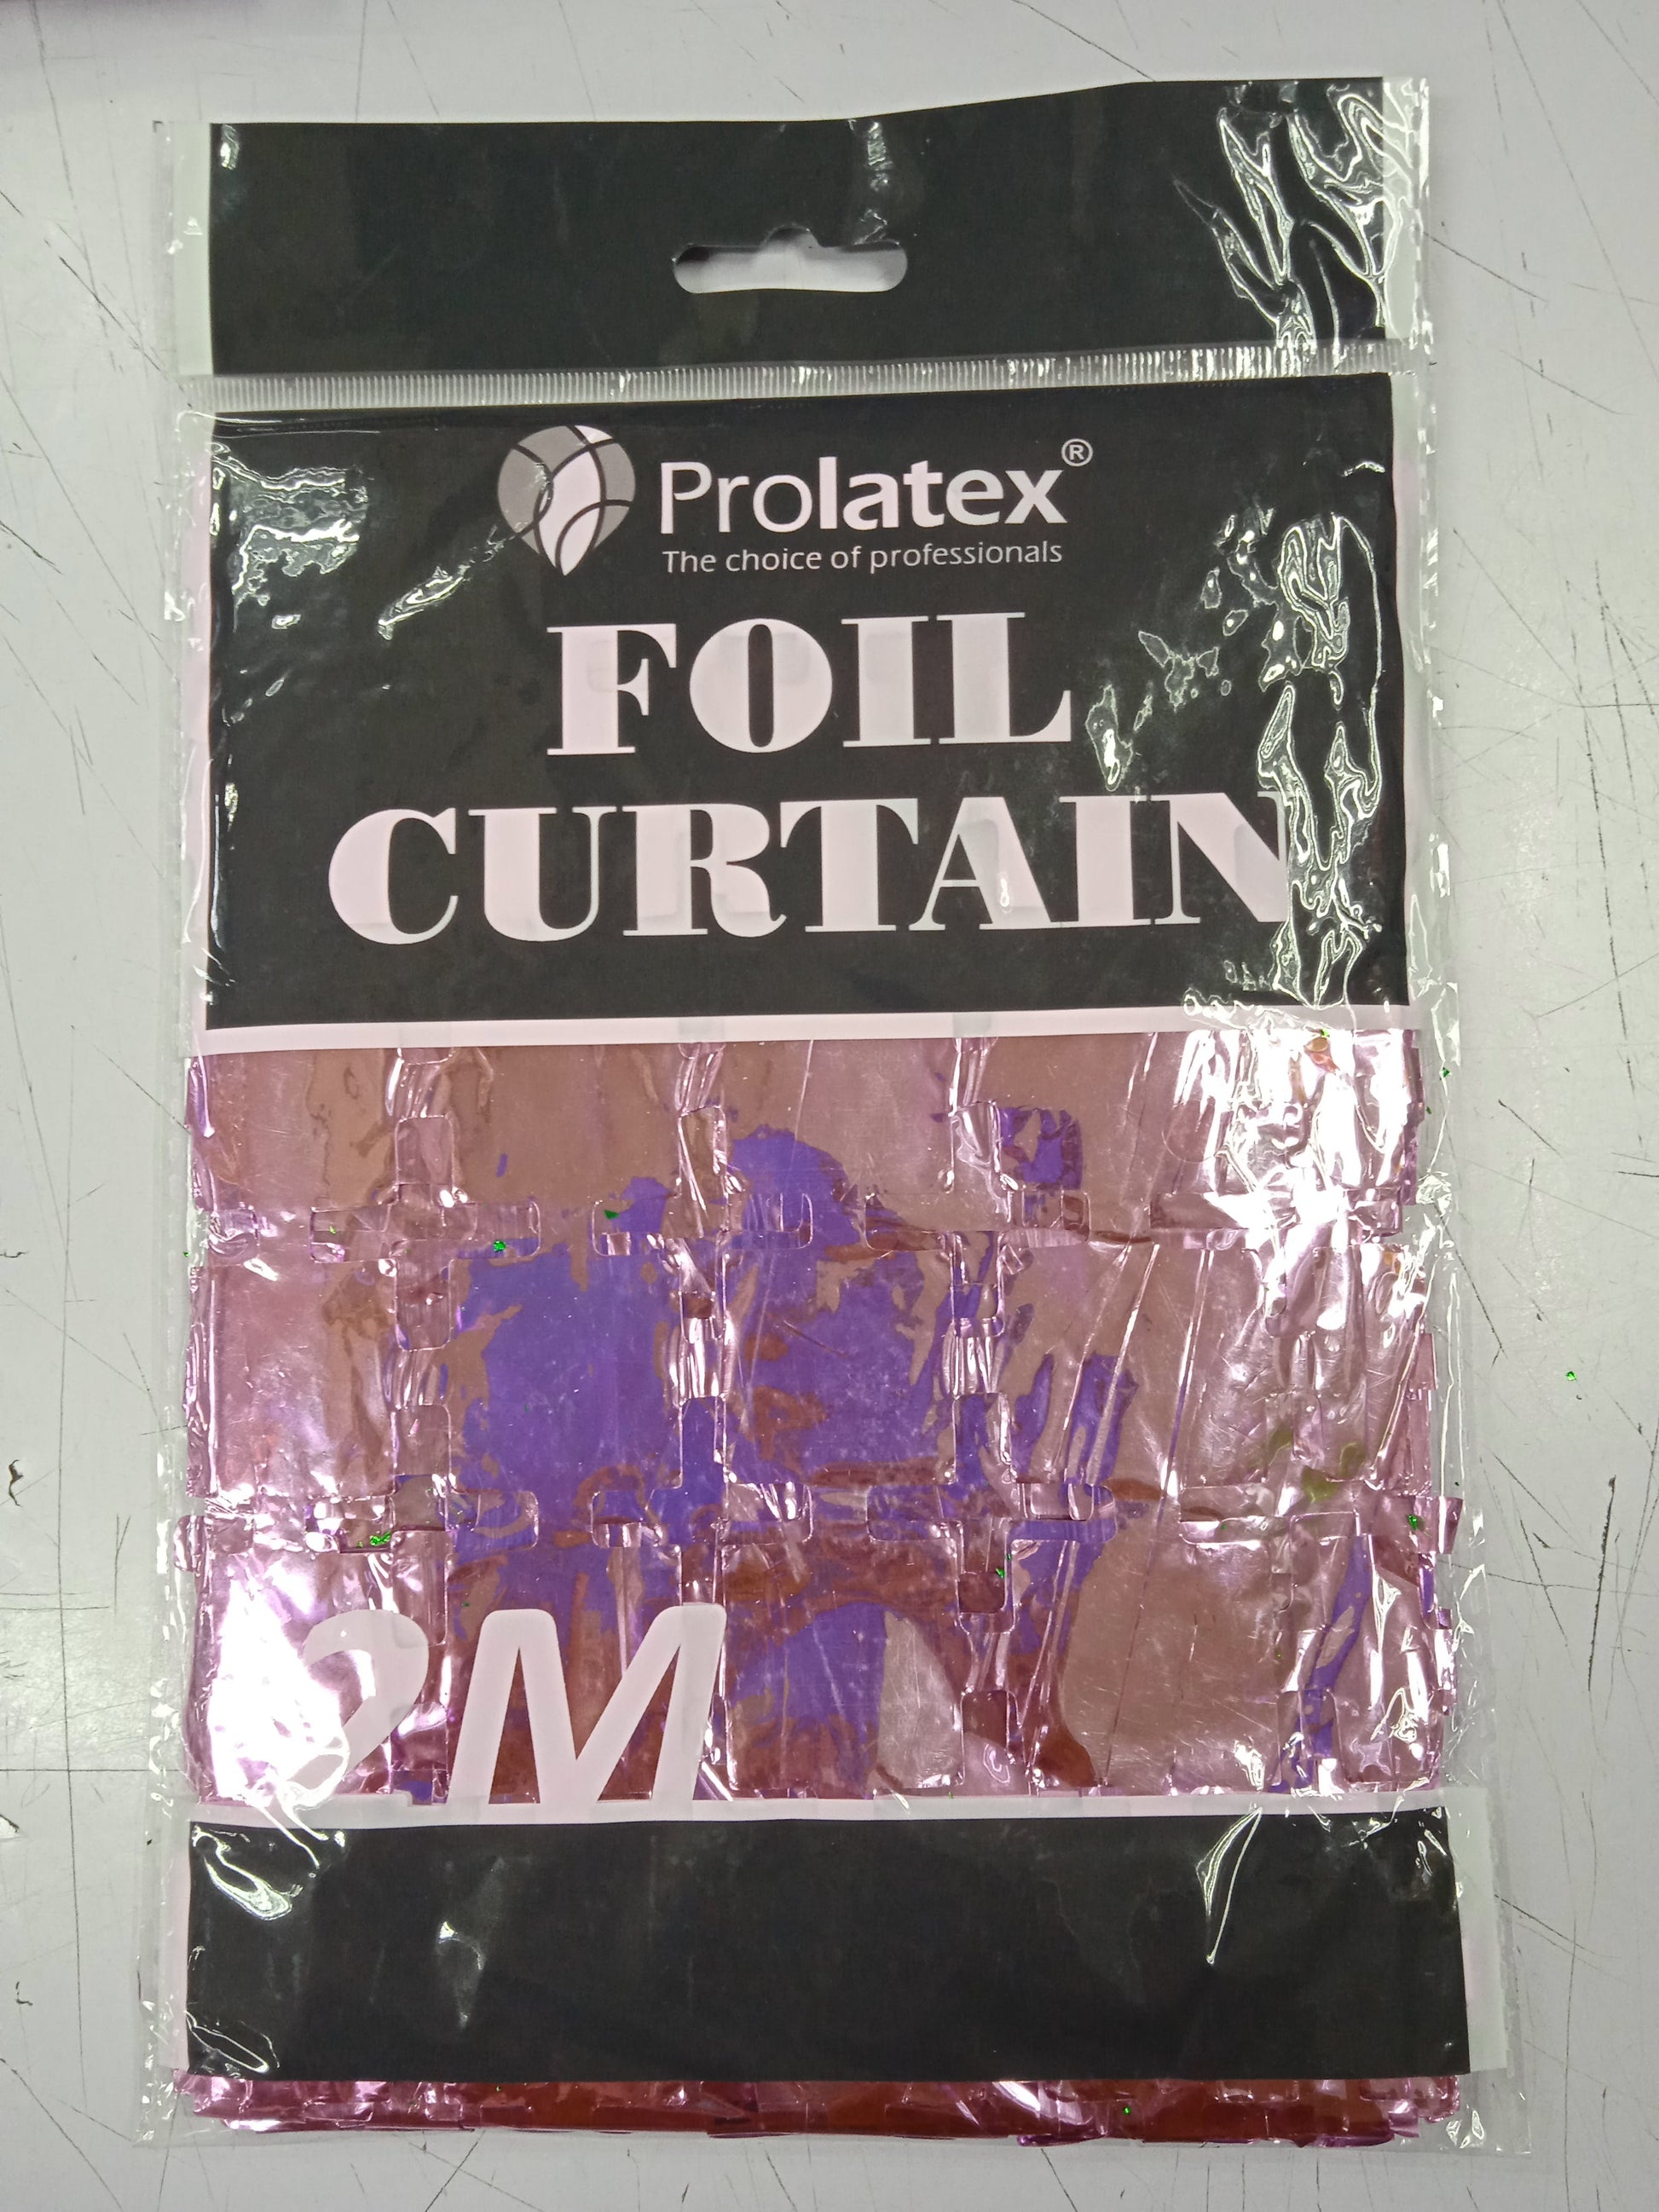 Prolatex®
The choice of professionals
FOIL
CURTAIN
2M